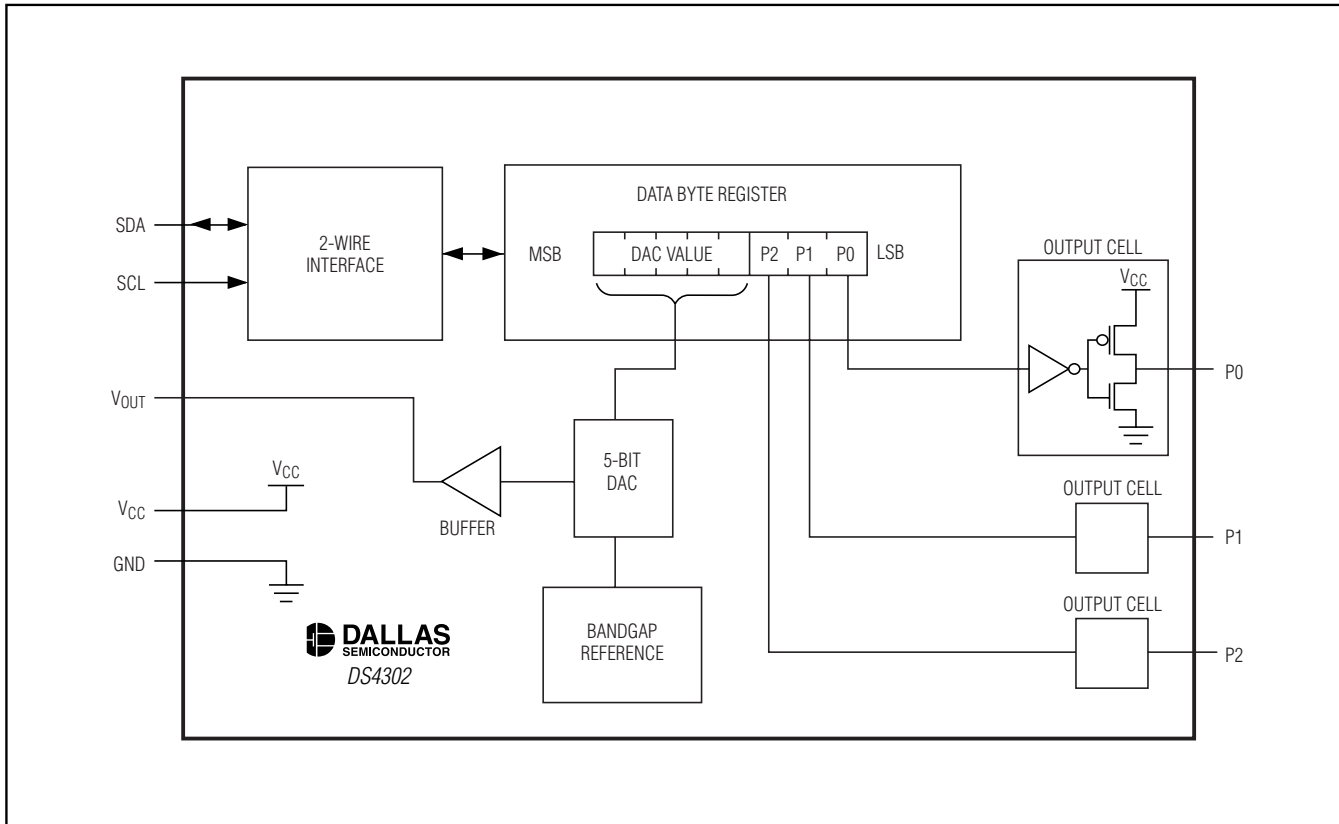 SDA
SCL
2-WIRE
INTERFACE
DATA BYTE REGISTER
MSB
DAC VALUE
P2
P1
P0
LSB
OUTPUT CELL
VCC
P0
VOUT
VCC
VCC
GND
BUFFER
5-BIT
DAC
BANDGAP
REFERENCE
OUTPUT CELL
P1
OUTPUT CELL
P2
DALLAS
SEMICONDUCTOR
DS4302